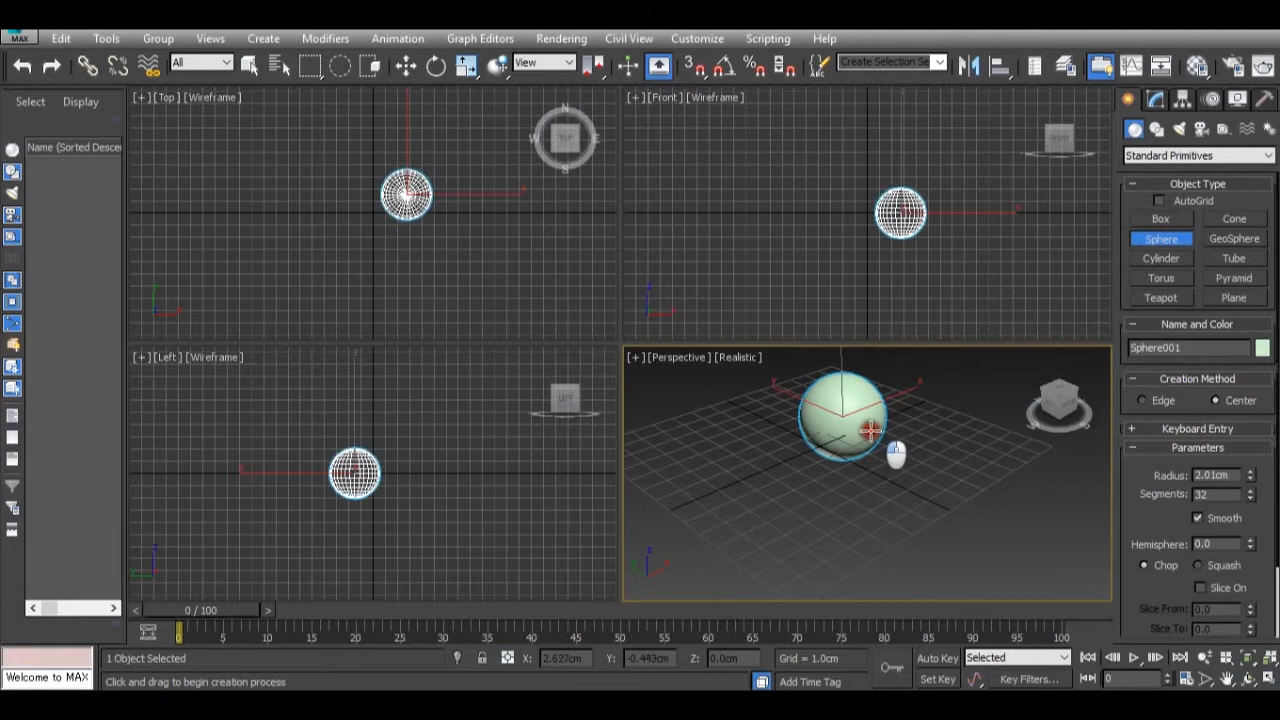 MAX Edit Tools Group Views Create Modifiers Animation Graph Editors Rendering Civil View Customize Scripting Help
All View 3 Create Selection Se
Select Display
Name (Sorted Descen
[+] [Top] [Wireframe]
TOP
N
W E
S
[+] [Front] [Wireframe]
FRONT
[+] [Left] [Wireframe]
LEFT
[+] [Perspective] [Realistic]
Standard Primitives
Object Type
AutoGrid
Box Cone
Sphere GeoSphere
Cylinder Tube
Torus Pyramid
Teapot Plane
Name and Color
Sphere001
Creation Method
Edge Center
Keyboard Entry
Parameters
Radius: 2.01cm
Segments: 32
Smooth
Hemisphere: 0.0
Chop Squash
Slice On
Slice From: 0.0
Slice To: 0.0
0 / 100
0 5 10 15 20 25 30 35 40 45 50 55 60 65 70 75 80 85 90 95 100
1 Object Selected X: 2.627cm Y: -0.443cm Z: 0.0cm Grid = 1.0cm Auto Key Selected
Welcome to MAX Click and drag to begin creation process Add Time Tag Set Key Key Filters... 0